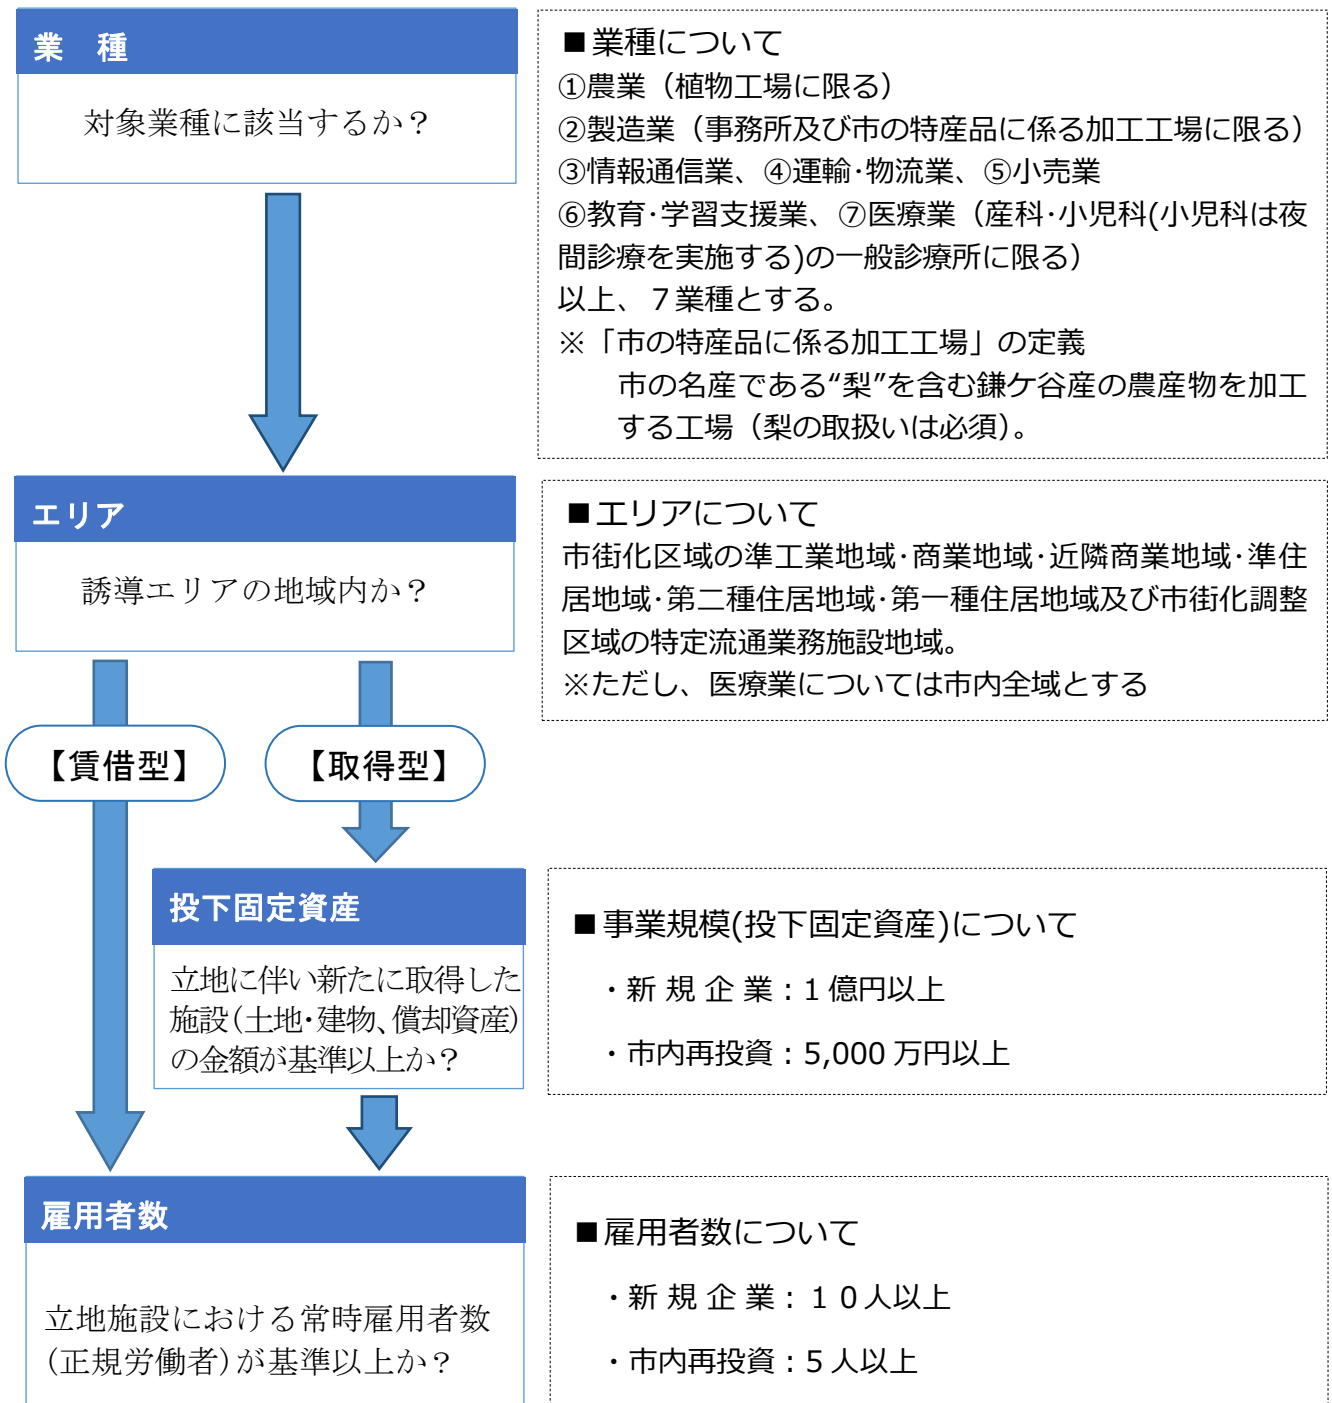 業　種
対象業種に該当するか？
■業種について
①農業（植物工場に限る）
②製造業（事務所及び市の特産品に係る加工工場に限る）
③情報通信業、④運輸･物流業、⑤小売業
⑥教育･学習支援業、⑦医療業（産科･小児科(小児科は夜
間診療を実施する)の一般診療所に限る）
以上、７業種とする。
※「市の特産品に係る加工工場」の定義
市の名産である“梨”を含む鎌ケ谷産の農産物を加工
する工場（梨の取扱いは必須）。
エリア
誘導エリアの地域内か？
■エリアについて
市街化区域の準工業地域･商業地域･近隣商業地域･準住
居地域･第二種住居地域･第一種住居地域及び市街化調整
区域の特定流通業務施設地域。
※ただし、医療業については市内全域とする
【賃借型】
【取得型】
投下固定資産
立地に伴い新たに取得した
施設(土地･建物、償却資産)
の金額が基準以上か？
■事業規模(投下固定資産)について
・新 規 企 業：1 億円以上
・市内再投資：5,000 万円以上
雇用者数
立地施設における常時雇用者数
(正規労働者)が基準以上か？
■雇用者数について
・新 規 企 業：１０人以上
・市内再投資：5 人以上